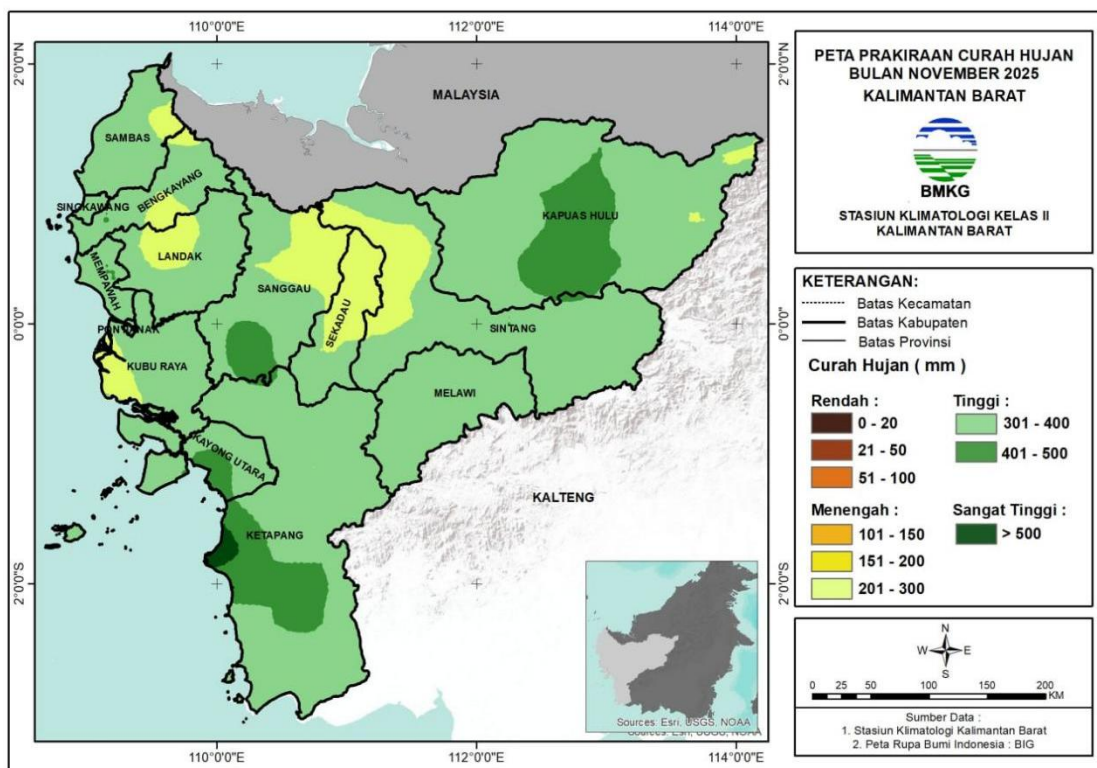 110°0'0"E
112°0'0"E
114°0'0"E
2°0'0"N
0°0'0"
2°0'0"S
2°0'0"N
0°0'0"
2°0'0"S
110°0'0"E
112°0'0"E
114°0'0"E
MALAYSIA
SAMBAS
BENGKAYANG
SINGKAWANG
KAPUAS HULU
LANDAK
MEMPAWAH
SANGGAU
SEKADAU
SINTANG
PONTIANAK
KUBU RAYA
MELAWI
KAYONG UTARA
KALTENG
KETAPANG
Sources: Esri, USGS, NOAA
Sources: Esri, USGS, NOAA
PETA PRAKIRAAN CURAH HUJAN
BULAN NOVEMBER 2025
KALIMANTAN BARAT
BMKG
STASIUN KLIMATOLOGI KELAS II
KALIMANTAN BARAT
KETERANGAN:
Batas Kecamatan
Batas Kabupaten
Batas Provinsi
Curah Hujan ( mm )
Rendah :
0 - 20
21 - 50
51 - 100
Menengah :
101 - 150
151 - 200
201 - 300
Tinggi :
301 - 400
401 - 500
Sangat Tinggi :
> 500
N
W E
S
0 25 50 100 150 200
KM
Sumber Data :
1. Stasiun Klimatologi Kalimantan Barat
2. Peta Rupa Bumi Indonesia : BIG